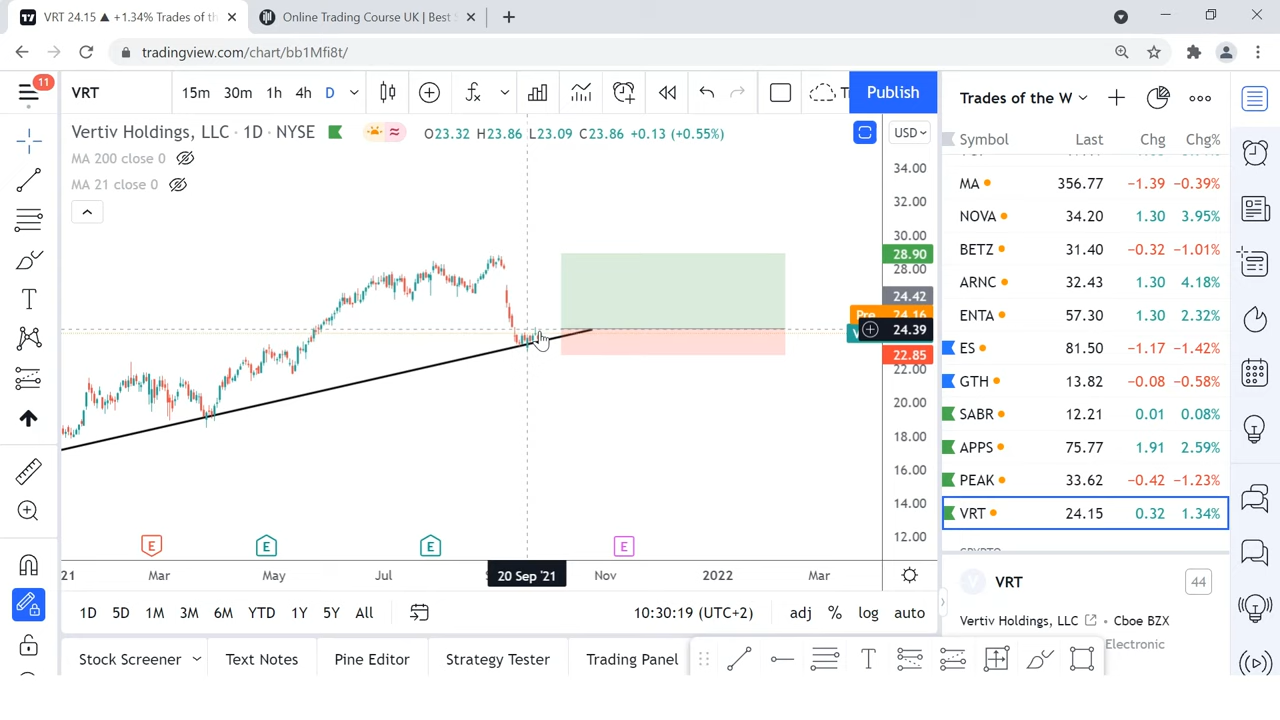 VRT 24.15 ▲ +1.34% Trades of the
Online Trading Course UK | Best
tradingview.com/chart/bb1Mfi8t/
11
VRT
15m 30m 1h 4h D
Publish
Trades of the W
Vertiv Holdings, LLC · 1D · NYSE
O23.32 H23.86 L23.09 C23.86 +0.13 (+0.55%)
USD
MA 200 close 0
MA 21 close 0
Symbol Last Chg Chg%
MA 356.77 −1.39 −0.39%
NOVA 34.20 1.30 3.95%
BETZ 31.40 −0.32 −1.01%
ARNC 32.43 1.30 4.18%
ENTA 57.30 1.30 2.32%
ES 81.50 −1.17 −1.42%
GTH 13.82 −0.08 −0.58%
SABR 12.21 0.01 0.08%
APPS 75.77 1.91 2.59%
PEAK 33.62 −0.42 −1.23%
VRT 24.15 0.32 1.34%
34.00
32.00
30.00
28.90
28.00
24.42
Pre 24.16
24.39
22.85
22.00
20.00
18.00
16.00
14.00
12.00
E E E E
21 Mar May Jul 20 Sep '21 Nov 2022 Mar
1D 5D 1M 3M 6M YTD 1Y 5Y All
10:30:19 (UTC+2) adj % log auto
Stock Screener Text Notes Pine Editor Strategy Tester Trading Panel
V VRT 44
Vertiv Holdings, LLC • Cboe BZX
Electronic